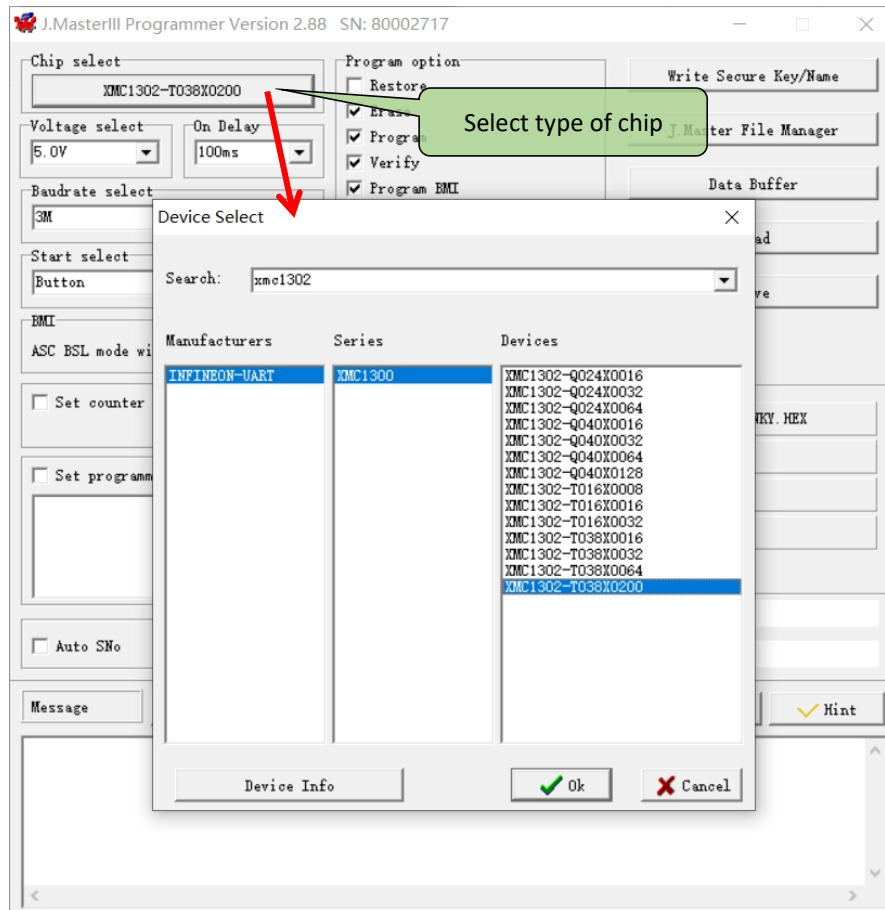 J.MasterIII Programmer Version 2.88 SN: 80002717
Chip select
XMC1302-T038X0200
Program option
Restore
Erase
Program
Verify
Program BMI
Write Secure Key/Name
Select type of chip
J.Master File Manager
Voltage select
5.0V
On Delay
100ms
Data Buffer
Baudrate select
3M
Start select
Button
BMI
ASC BSL mode wi
Set counter
Set programm
Auto SNo
ad
ve
NKY.HEX
Device Select
Search:
xmc1302
Manufacturers
Series
Devices
INFINEON-UART
XMC1300
XMC1302-Q024X0016
XMC1302-Q024X0032
XMC1302-Q024X0064
XMC1302-Q040X0016
XMC1302-Q040X0032
XMC1302-Q040X0064
XMC1302-Q040X0128
XMC1302-T016X0008
XMC1302-T016X0016
XMC1302-T016X0032
XMC1302-T038X0016
XMC1302-T038X0032
XMC1302-T038X0064
XMC1302-T038X0200
Device Info
Ok
Cancel
Message
Hint